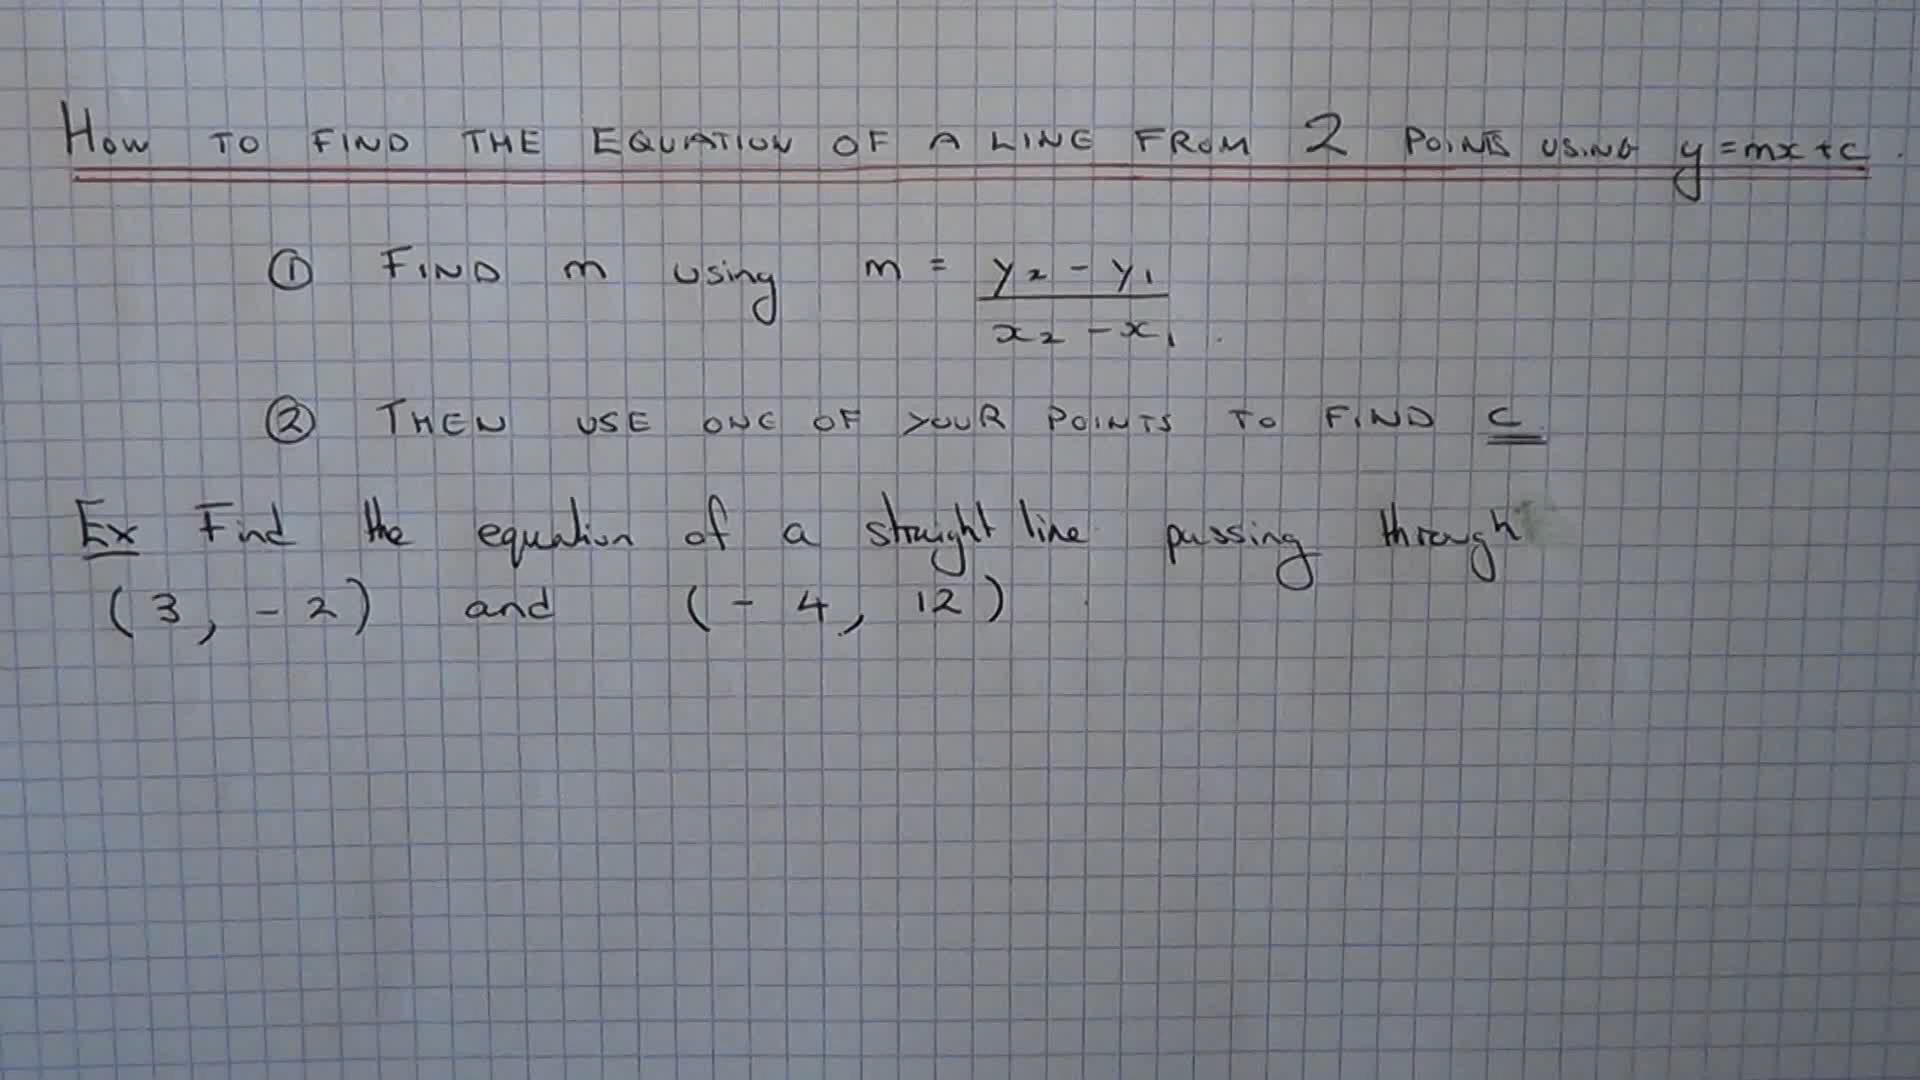 HOW TO FIND THE EQUATION OF A LINE FROM 2 POINTS USING y=mx+c.
① FIND m using m = y₂ - y₁
x₂ - x₁.
② THEN USE ONE OF YOUR POINTS TO FIND C
Ex Find the equation of a straight line passing through
(3, -2) and (-4, 12).